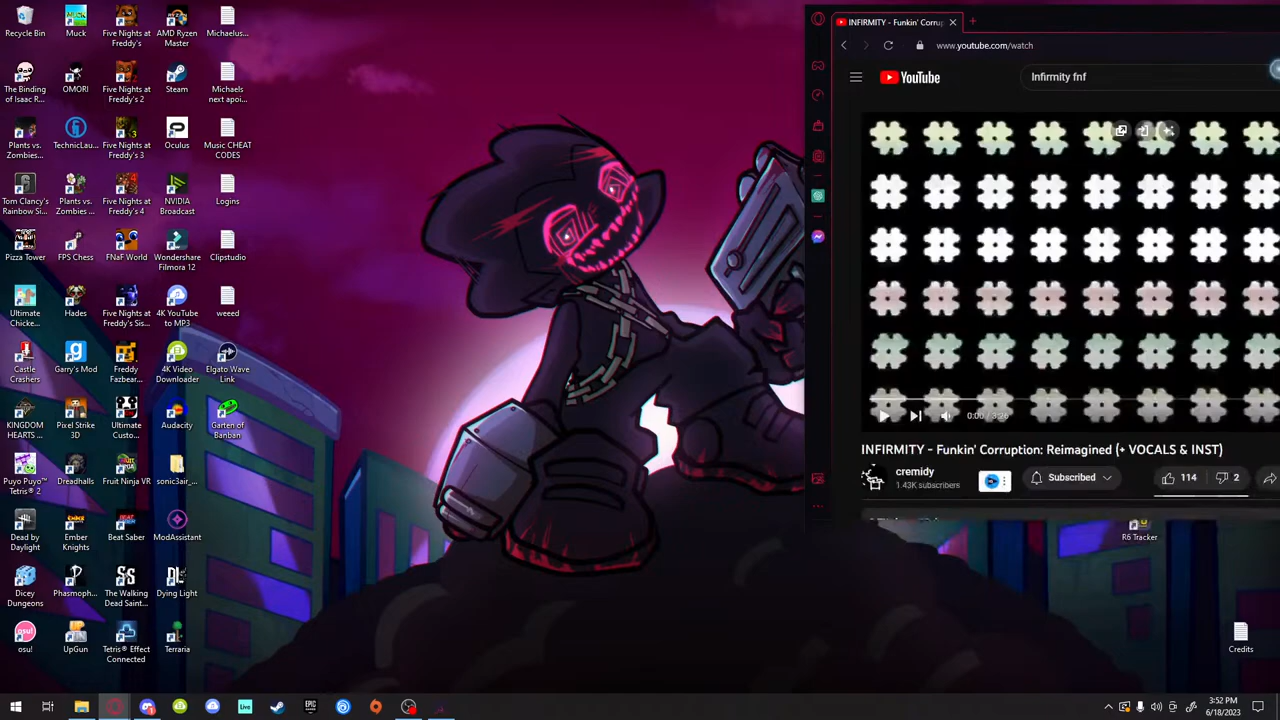 Recycle Bin
Muck
Five Nights at
Freddy's
AMD Ryzen
Master
Michaelus...
The Binding
of Isaac R...
OMORI
Five Nights at
Freddy's 2
Steam
Michaels
next apoi...
Plants vs.
Zombies...
TechnicLau...
Five Nights at
Freddy's 3
Oculus
Music CHEAT
CODES
Tom Clancy's
Rainbow Si...
Plants vs.
Zombies ...
Five Nights at
Freddy's 4
NVIDIA
Broadcast
Logins
Pizza Tower
FPS Chess
FNaF World
Wondershare
Filmora 12
Clipstudio
Ultimate
Chicke...
Hades
Five Nights at
Freddy's Sis...
4K YouTube
to MP3
weeed
Castle
Crashers
Garry's Mod
Freddy
Fazbear...
4K Video
Downloader
Elgato Wave
Link
KINGDOM
HEARTS ...
Pixel Strike
3D
Ultimate
Custo...
Audacity
Garten of
Banban
Puyo Puyo™
Tetris® 2
Dreadhalls
Fruit Ninja VR
sonic3air_...
Dead by
Daylight
Ember
Knights
Beat Saber
ModAssistant
Dicey
Dungeons
Phasmoph...
The Walking
Dead Saint...
Dying Light
osu!
UpGun
Tetris® Effect
Connected
Terraria
INFIRMITY - Funkin' Corrup
www.youtube.com/watch
YouTube
Infirmity fnf
0:00 / 3:26
INFIRMITY - Funkin' Corruption: Reimagined (+ VOCALS & INST)
cremidy
1.43K subscribers
Subscribed
114
2
R6 Tracker
Credits
Live
EPIC
3:52 PM
6/18/2023